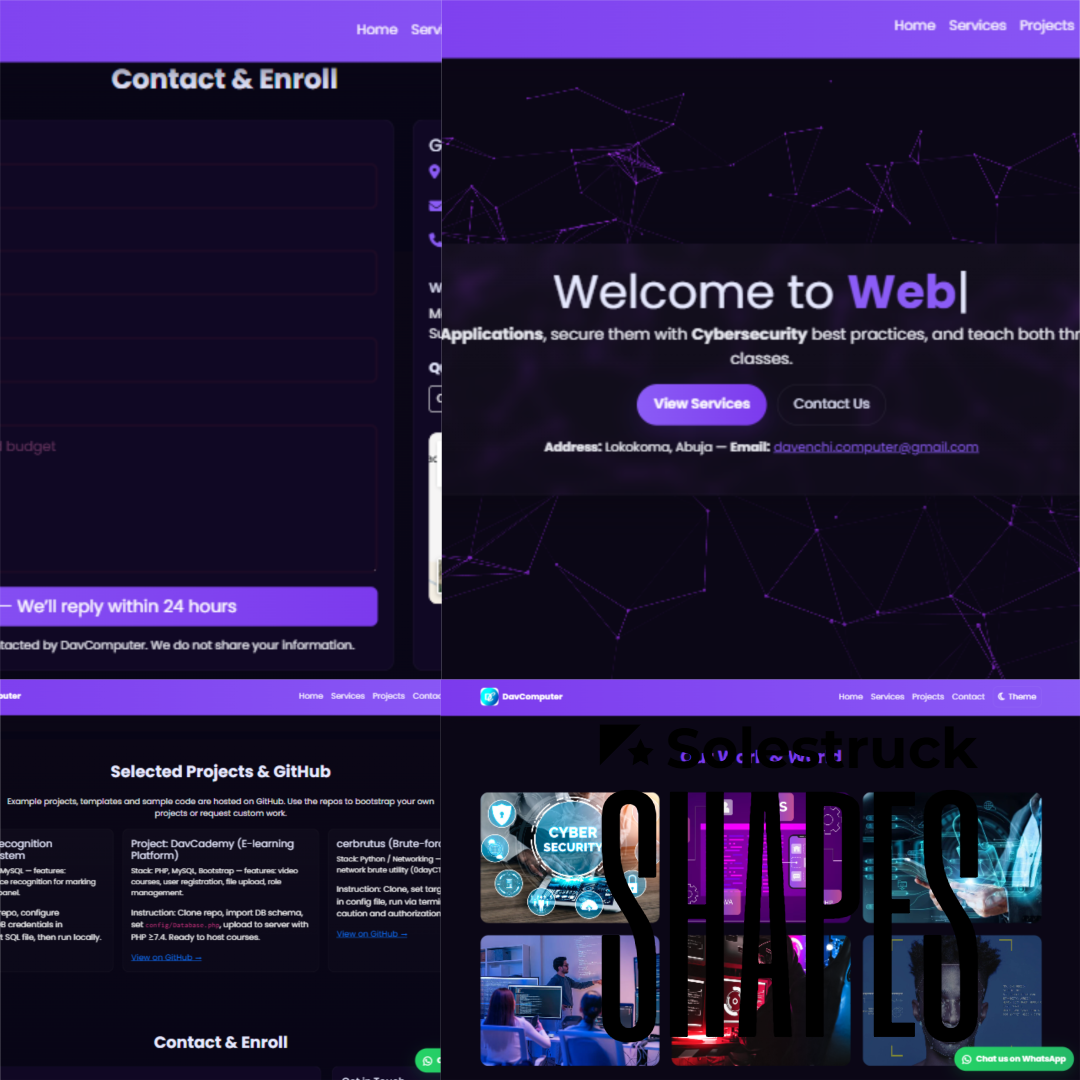 Home Serv
Contact & Enroll
G
W
M
Su
Q
l budget
— We'll reply within 24 hours
tacted by DavComputer. We do not share your information.
Home Services Projects
Welcome to Web|
Applications, secure them with Cybersecurity best practices, and teach both thr
classes.
View Services
Contact Us
Address: Lokokoma, Abuja — Email: davenchi.computer@gmail.com
outer
Home Services Projects Contac
Selected Projects & GitHub
Example projects, templates and sample code are hosted on GitHub. Use the repos to bootstrap your own
projects or request custom work.
ecognition
stem
MySQL — features:
ce recognition for marking
panel.
repo, configure
B credentials in
t SQL file, then run locally.
Project: DavCademy (E-learning
Platform)
Stack: PHP, MySQL, Bootstrap — features: video
courses, user registration, file upload, role
management.
Instruction: Clone repo, import DB schema,
set config/Database.php, upload to server with
PHP ≥7.4. Ready to host courses.
View on GitHub →
cerbrutus (Brute-for
Stack: Python / Networking —
network brute utility (0dayCT
Instruction: Clone, set targ
in config file, run via termi
caution and authorization
View on GitHub →
Contact & Enroll
Get in Touch
DavComputer
Home Services Projects Contact Theme
Solestruck
SHAPES
CYBER
SECURITY
Chat us on WhatsApp